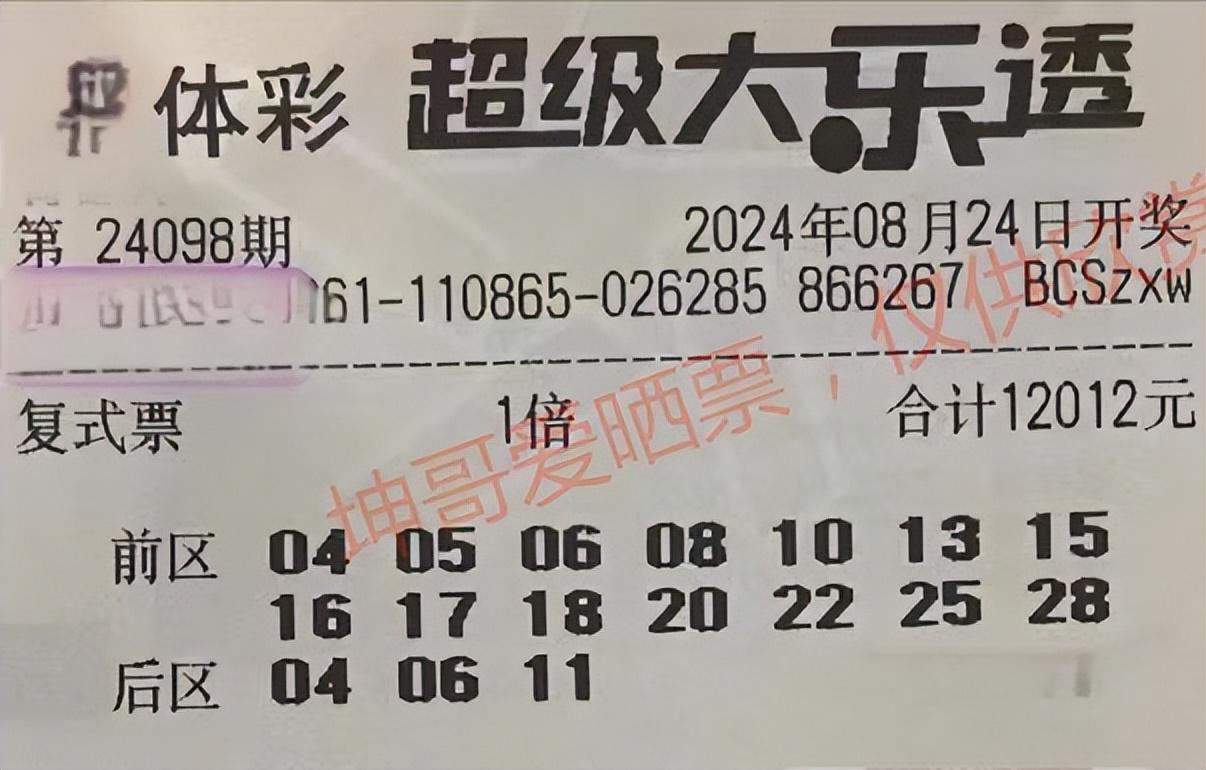 体彩 超级大乐透
第 24098期 2024年08月24日开奖
61-110865-026285 866267 BCSzxw
复式票 1倍 合计12012元
坤哥爱晒票，仅供欣赏
前区 04 05 06 08 10 13 15
16 17 18 20 22 25 28
后区 04 06 11